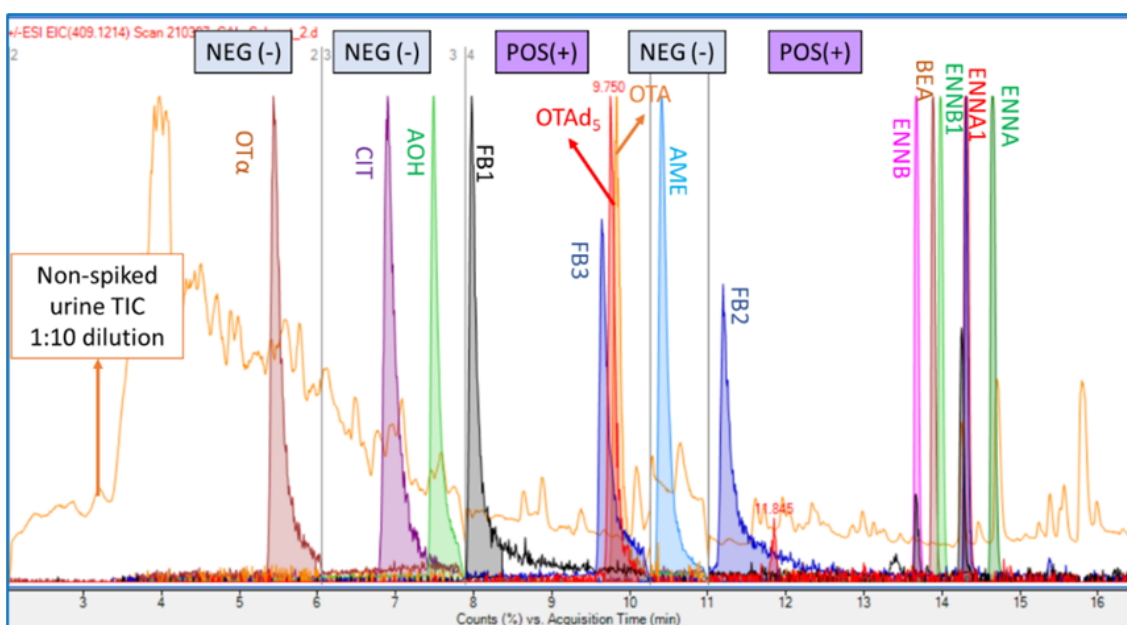 +/-ESI EIC(409.1214) Scan
_2.d
NEG (-)
NEG (-)
POS(+)
NEG (-)
POS(+)
2
2
3
3
4
9.750
OTα
CIT
AOH
FB1
OTAd5
OTA
AME
FB3
FB2
ENNB
BEA
ENNB1
ENNA1
ENNA
Non-spiked
urine TIC
1:10 dilution
11.845
3 4 5 6 7 8 9 10 11 12 13 14 15 16
Counts (%) vs. Acquisition Time (min)